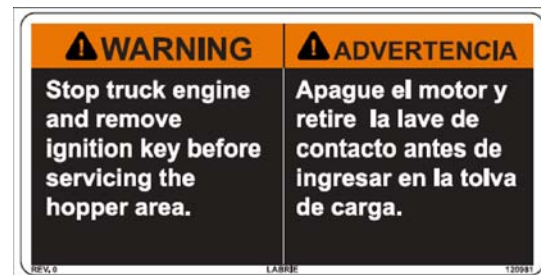 WARNING
Stop truck engine
and remove
ignition key before
servicing the
hopper area.
ADVERTENCIA
Apague el motor y
retire la lave de
contacto antes de
ingresar en la tolva
de carga.
REV, 0 LABRIE 120981